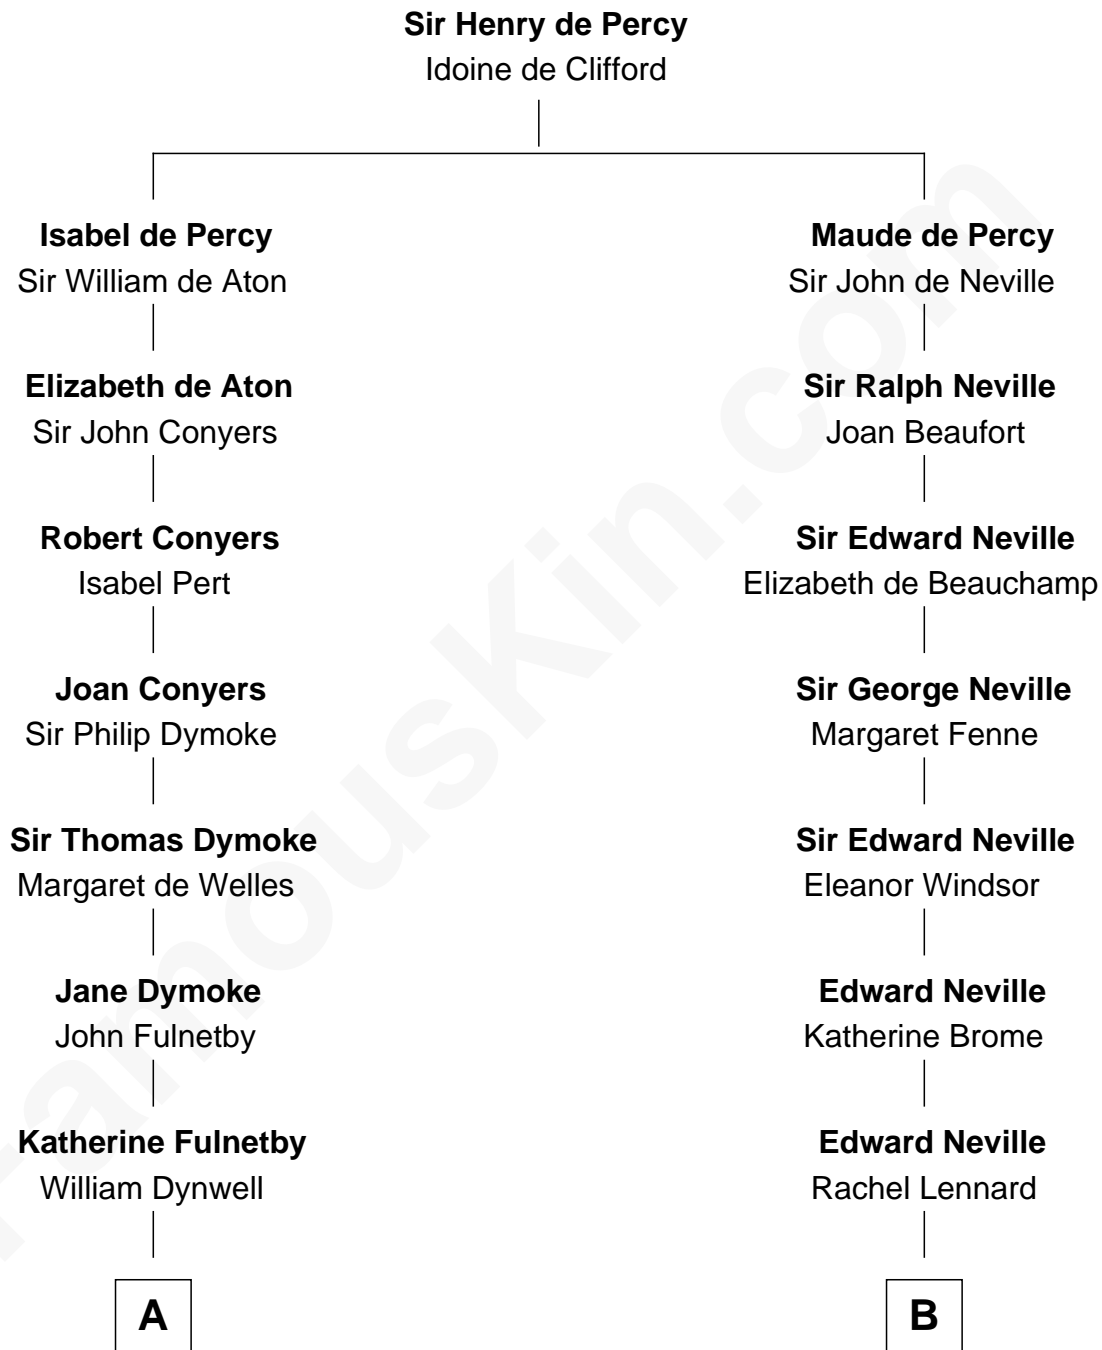 Sir Henry de Percy
Idoine de Clifford
Isabel de Percy
Sir William de Aton
Maude de Percy
Sir John de Neville
Elizabeth de Aton
Sir John Conyers
Sir Ralph Neville
Joan Beaufort
Robert Conyers
Isabel Pert
Sir Edward Neville
Elizabeth de Beauchamp
Joan Conyers
Sir Philip Dymoke
Sir George Neville
Margaret Fenne
Sir Thomas Dymoke
Margaret de Welles
Sir Edward Neville
Eleanor Windsor
Jane Dymoke
John Fulnetby
Edward Neville
Katherine Brome
Katherine Fulnetby
William Dynwell
Edward Neville
Rachel Lennard
A
B
FamousKin.com